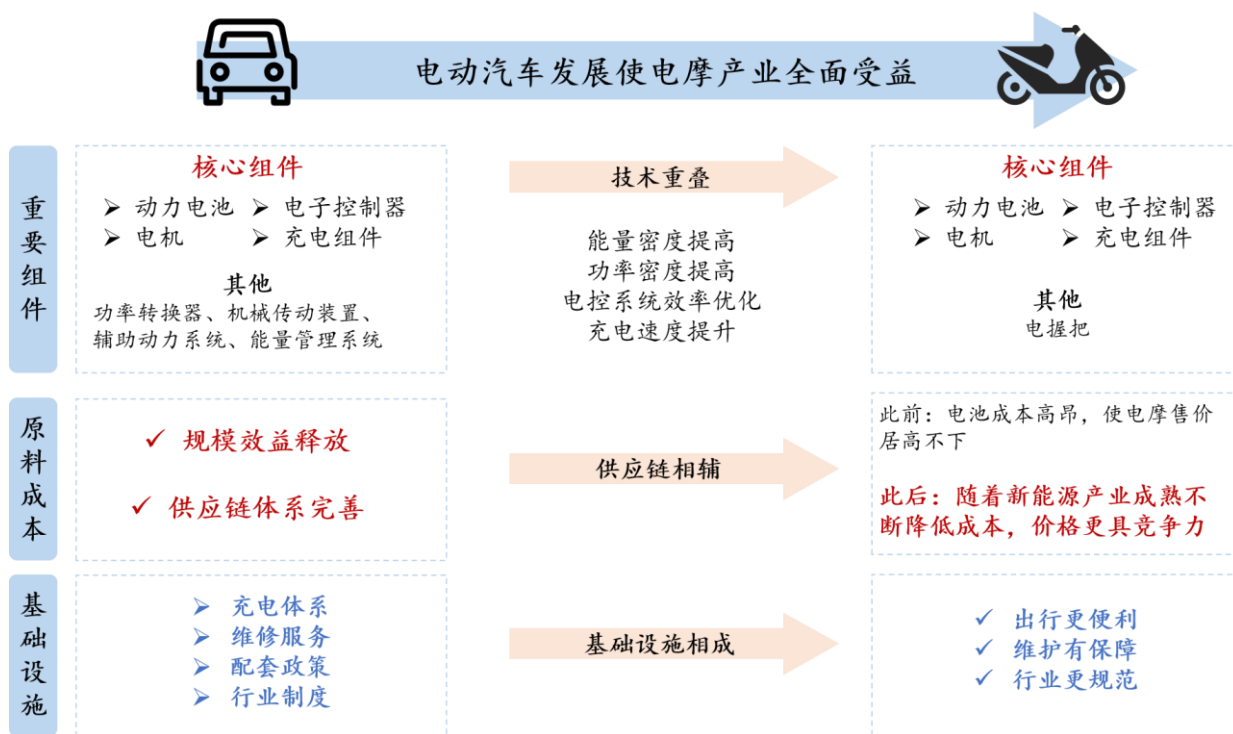 电动汽车发展使电摩产业全面受益
重要组件
核心组件
动力电池 电子控制器
电机 充电组件
其他
功率转换器、机械传动装置、
辅助动力系统、能量管理系统
技术重叠
能量密度提高
功率密度提高
电控系统效率优化
充电速度提升
核心组件
动力电池 电子控制器
电机 充电组件
其他
电握把
原料成本
规模效益释放
供应链体系完善
供应链相辅
此前：电池成本高昂，使电摩售价
居高不下
此后：随着新能源产业成熟不
断降低成本，价格更具竞争力
基础设施
充电体系
维修服务
配套政策
行业制度
基础设施相成
出行更便利
维护有保障
行业更规范